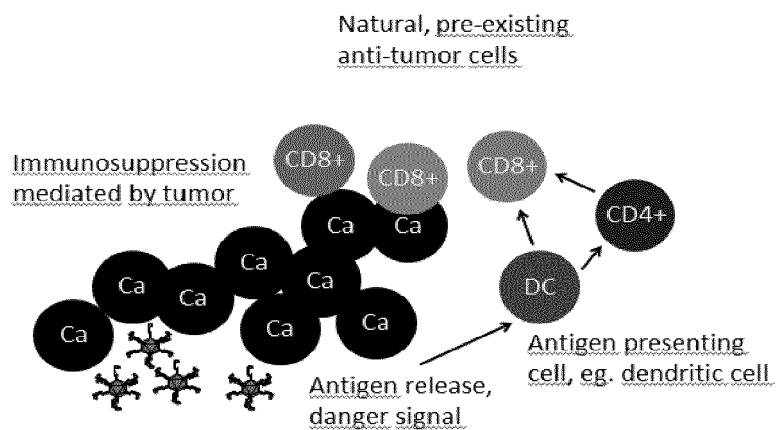 Natural, pre-existing
anti-tumor cells
Immunosuppression
mediated by tumor
CD8+
CD8+
CD8+
CD4+
Ca
Ca
Ca
Ca
Ca
Ca
Ca
Ca
Ca
DC
Antigen presenting
cell, eg. dendritic cell
Antigen release,
danger signal